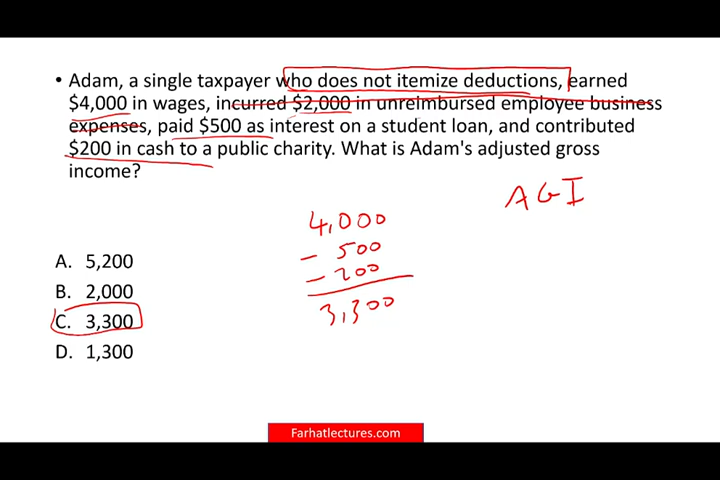 • Adam, a single taxpayer who does not itemize deductions, earned
$4,000 in wages, incurred $2,000 in unreimbursed employee business
expenses, paid $500 as interest on a student loan, and contributed
$200 in cash to a public charity. What is Adam's adjusted gross
income?
AGI
4,000
- 500
- 200
3,300
A. 5,200
B. 2,000
C. 3,300
D. 1,300
Farhatlectures.com